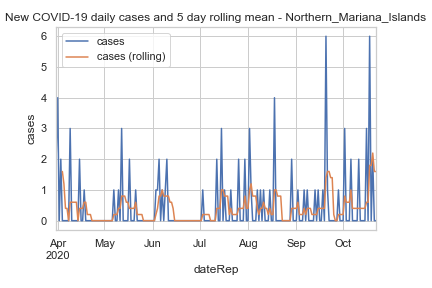 New COVID-19 daily cases and 5 day rolling mean - Northern_Mariana_Islands
cases
cases (rolling)
6
5
4
3
2
1
0
cases
Apr
2020
May
Jun
Jul
Aug
Sep
Oct
dateRep